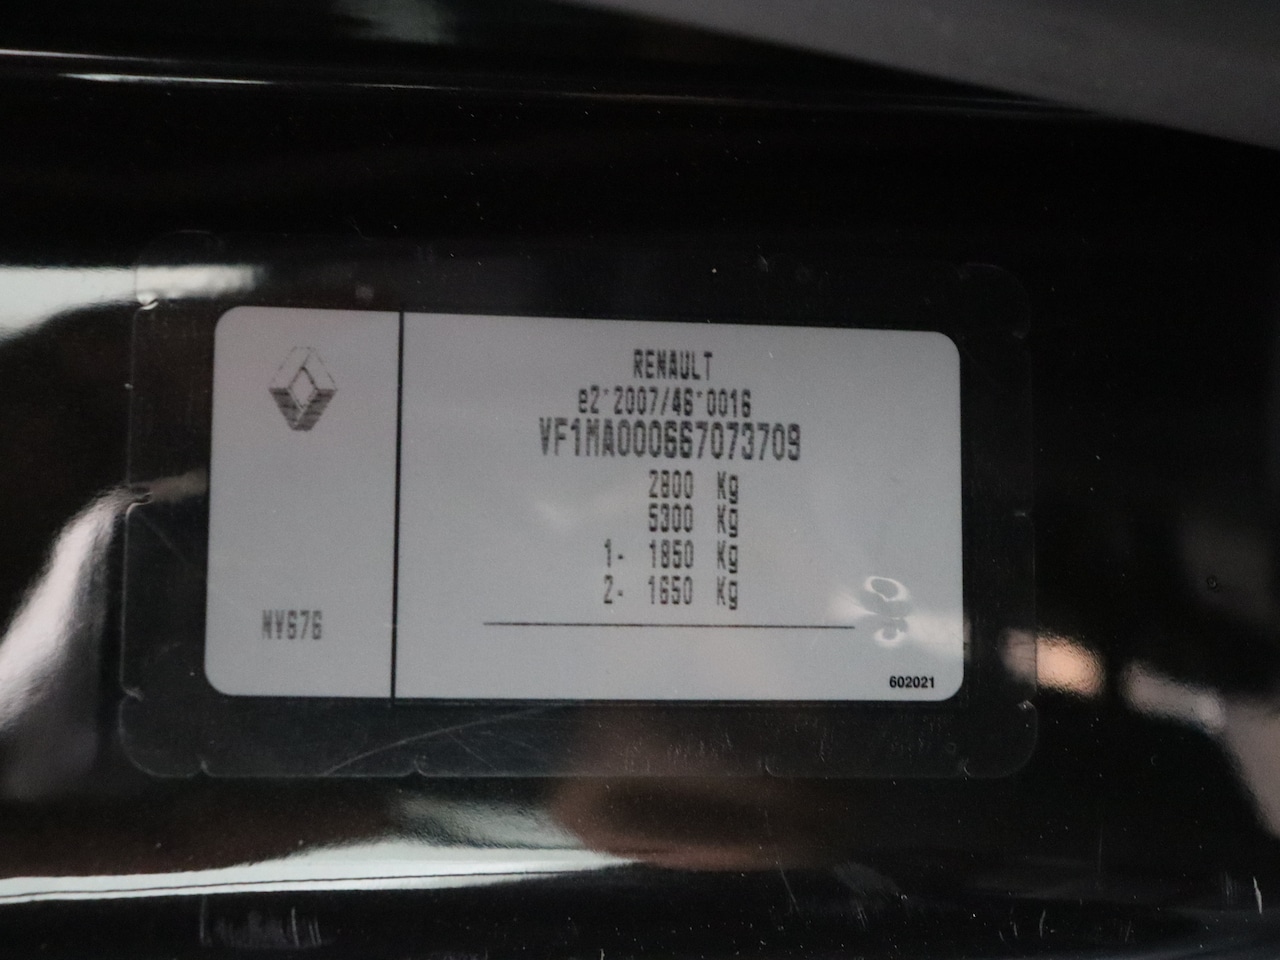 RENAULT
e2*2007/46*0016
VF1MA000667073709
2800 Kg
5300 Kg
1- 1850 Kg
2- 1650 Kg
NV676
602021